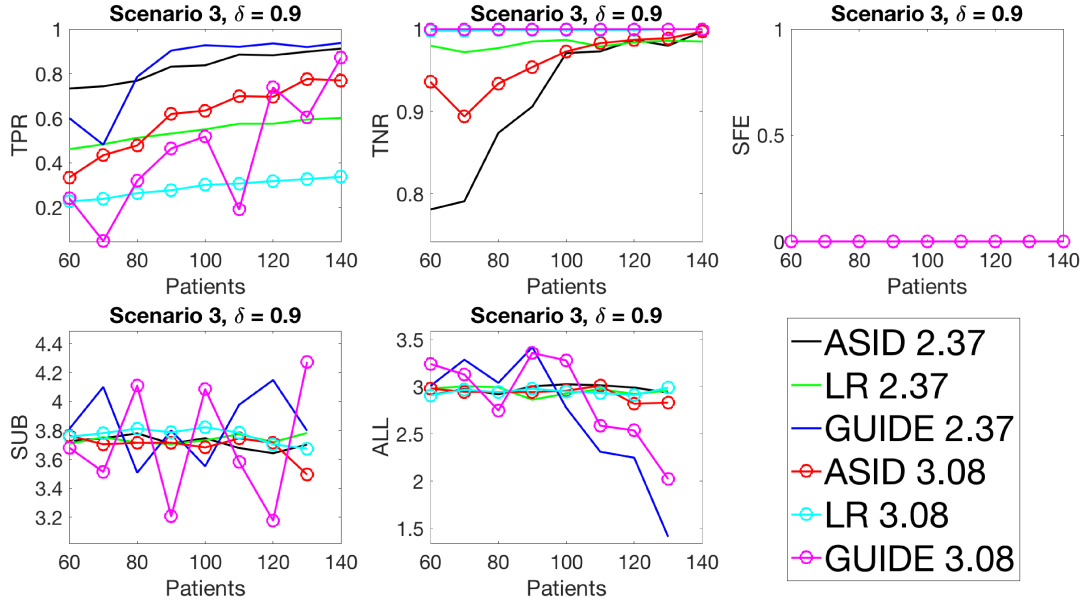 Scenario 3, δ = 0.9
1
0.8
0.6
0.4
0.2
TPR
60 80 100 120 140
Patients
Scenario 3, δ = 0.9
1
0.9
0.8
TNR
60 80 100 120 140
Patients
Scenario 3, δ = 0.9
1
0.5
0
SFE
60 80 100 120 140
Patients
Scenario 3, δ = 0.9
4.4
4.2
4
3.8
3.6
3.4
3.2
SUB
60 80 100 120 140
Patients
Scenario 3, δ = 0.9
3.5
3
2.5
2
1.5
ALL
60 80 100 120 140
Patients
ASID 2.37
LR 2.37
GUIDE 2.37
ASID 3.08
LR 3.08
GUIDE 3.08